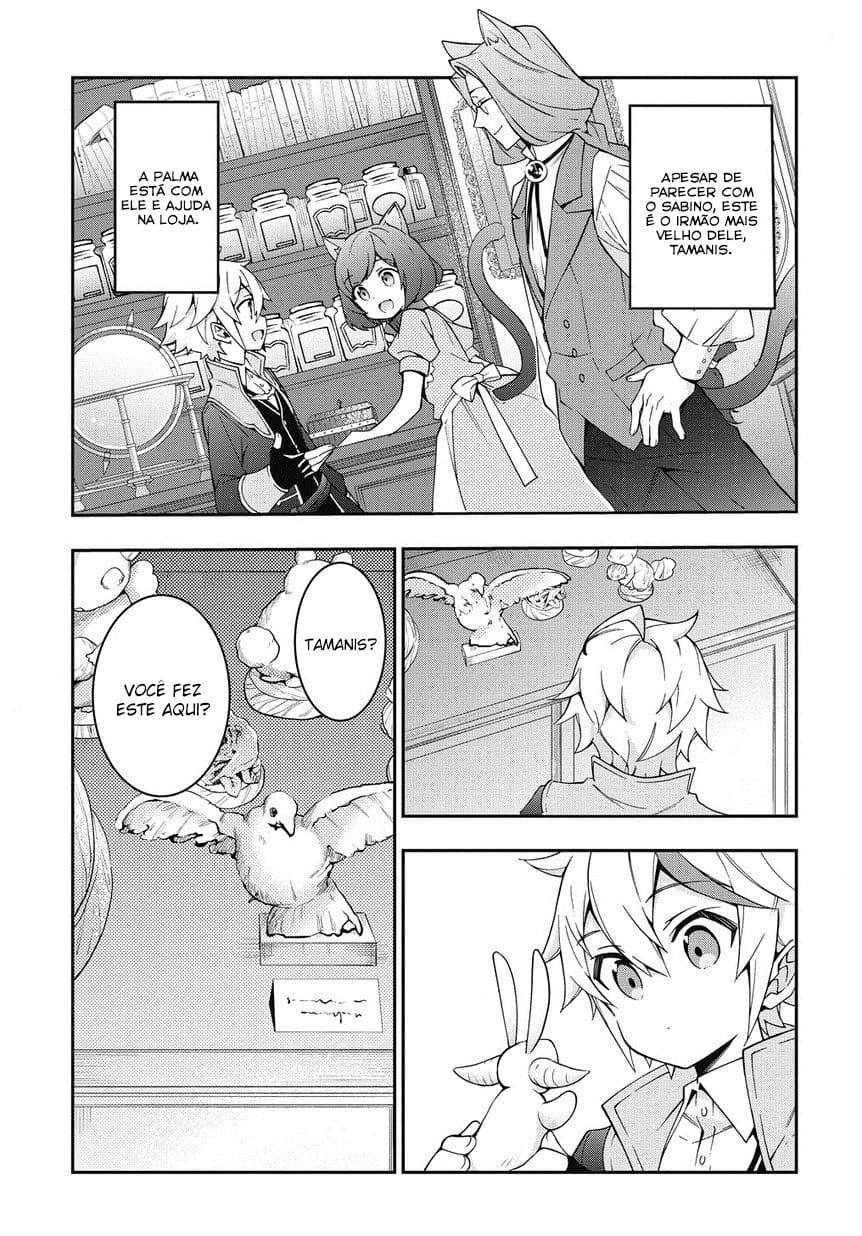 APESAR DE
PARECER COM
O SABINO, ESTE
É O IRMÃO MAIS
VELHO DELE,
TAMANIS.
A PALMA
ESTÁ COM
ELE E AJUDA
NA LOJA.
TAMANIS?
VOCÊ FEZ
ESTE AQUI?